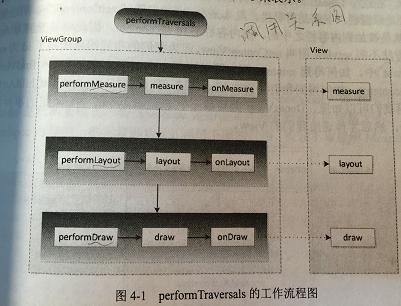 performTraversals
调用关系图
ViewGroup
View
performMeasure
measure
onMeasure
measure
performLayout
layout
onLayout
layout
performDraw
draw
onDraw
draw
图 4-1 performTraversals 的工作流程图